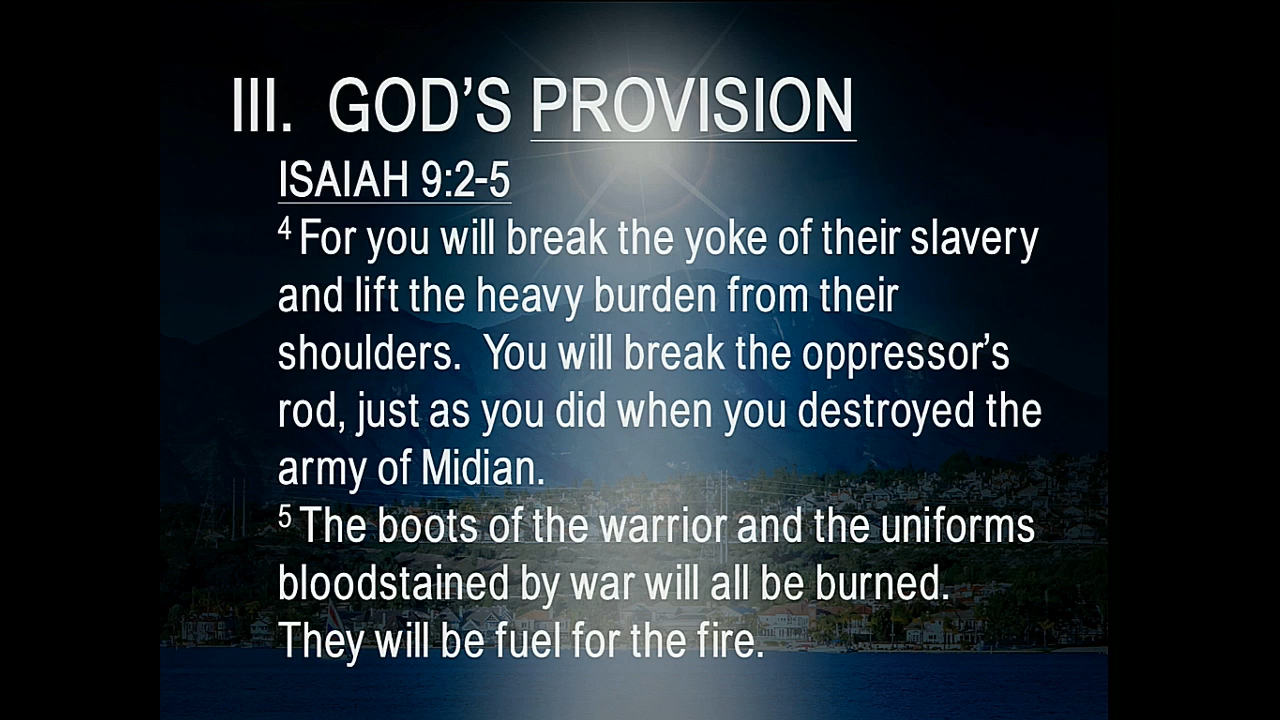 III. GOD’S PROVISION
ISAIAH 9:2-5
4 For you will break the yoke of their slavery
and lift the heavy burden from their
shoulders. You will break the oppressor’s
rod, just as you did when you destroyed the
army of Midian.
5 The boots of the warrior and the uniforms
bloodstained by war will all be burned.
They will be fuel for the fire.